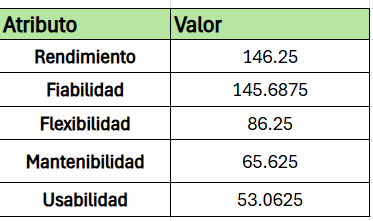 Atributo Valor
Rendimiento 146.25
Fiabilidad 145.6875
Flexibilidad 86.25
Mantenibilidad 65.625
Usabilidad 53.0625